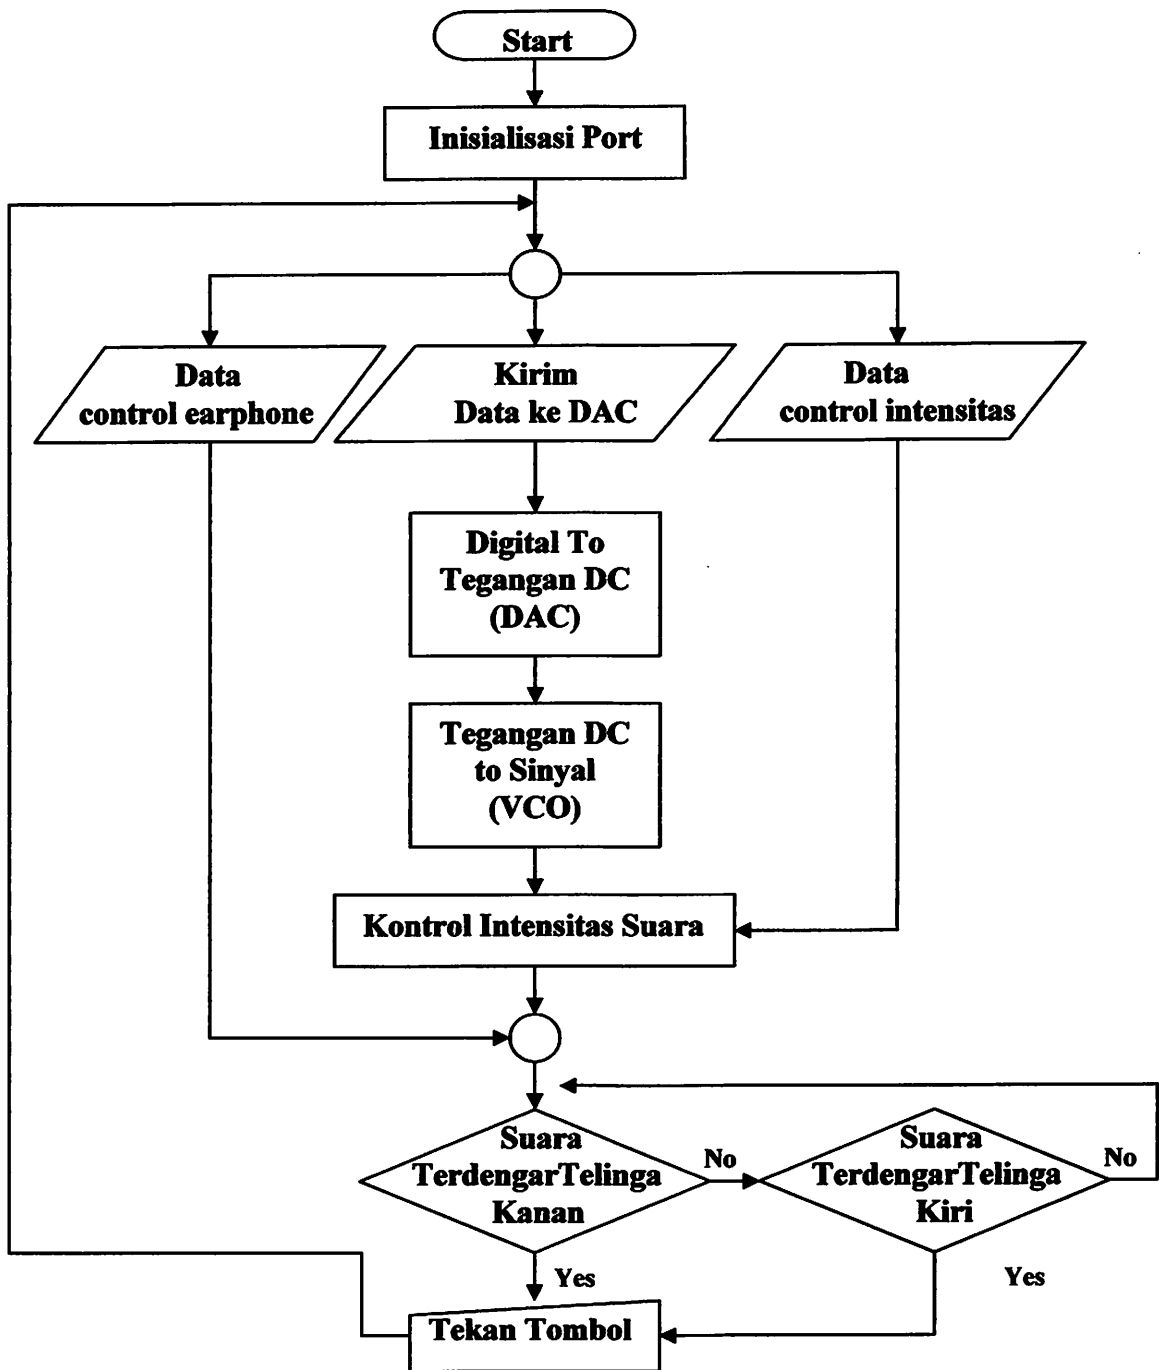 Start
Inisialisasi Port
Data
control earphone
Kirim
Data ke DAC
Data
control intensitas
Digital To
Tegangan DC
(DAC)
Tegangan DC
to Sinyal
(VCO)
Kontrol Intensitas Suara
Suara
TerdengarTelinga
Kanan
No
Suara
TerdengarTelinga
Kiri
No
Yes
Yes
Tekan Tombol